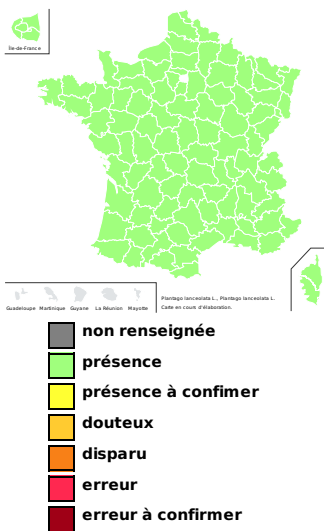 Île-de-France
Guadeloupe Martinique Guyane La Réunion Mayotte
Plantago lanceolata L., Plantago lanceolata L.
Carte en cours d'élaboration.
non renseignée
présence
présence à confimer
douteux
disparu
erreur
erreur à confirmer